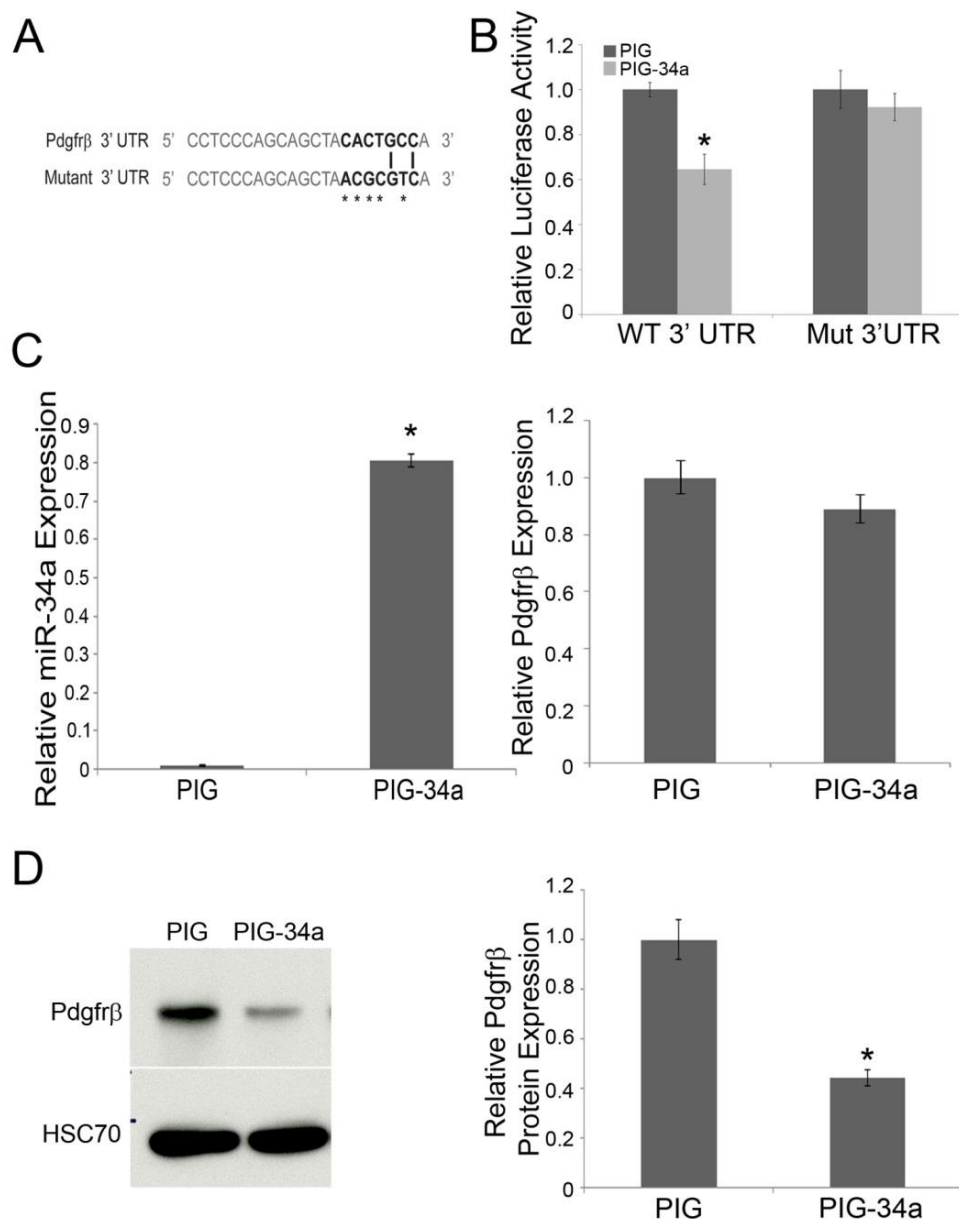 A
Pdgfrβ 3' UTR 5' CCTCCCAGCAGCTACACTGCCA 3'
Mutant 3' UTR 5' CCTCCCAGCAGCTAACGCGTCA 3'
* * * * *
B
Relative Luciferase Activity
1.2
1.0
0.8
0.6
0.4
0.2
0
PIG
PIG-34a
*
WT 3' UTR
Mut 3'UTR
C
Relative miR-34a Expression
0.9
0.8
0.7
0.6
0.5
0.4
0.3
0.2
0.1
0
*
PIG
PIG-34a
Relative Pdgfrβ Expression
1.2
1.0
0.8
0.6
0.4
0.2
0
PIG
PIG-34a
D
PIG PIG-34a
Pdgfrβ
HSC70
Relative Pdgfrβ
Protein Expression
1.2
1.0
0.8
0.6
0.4
0.2
0
*
PIG
PIG-34a